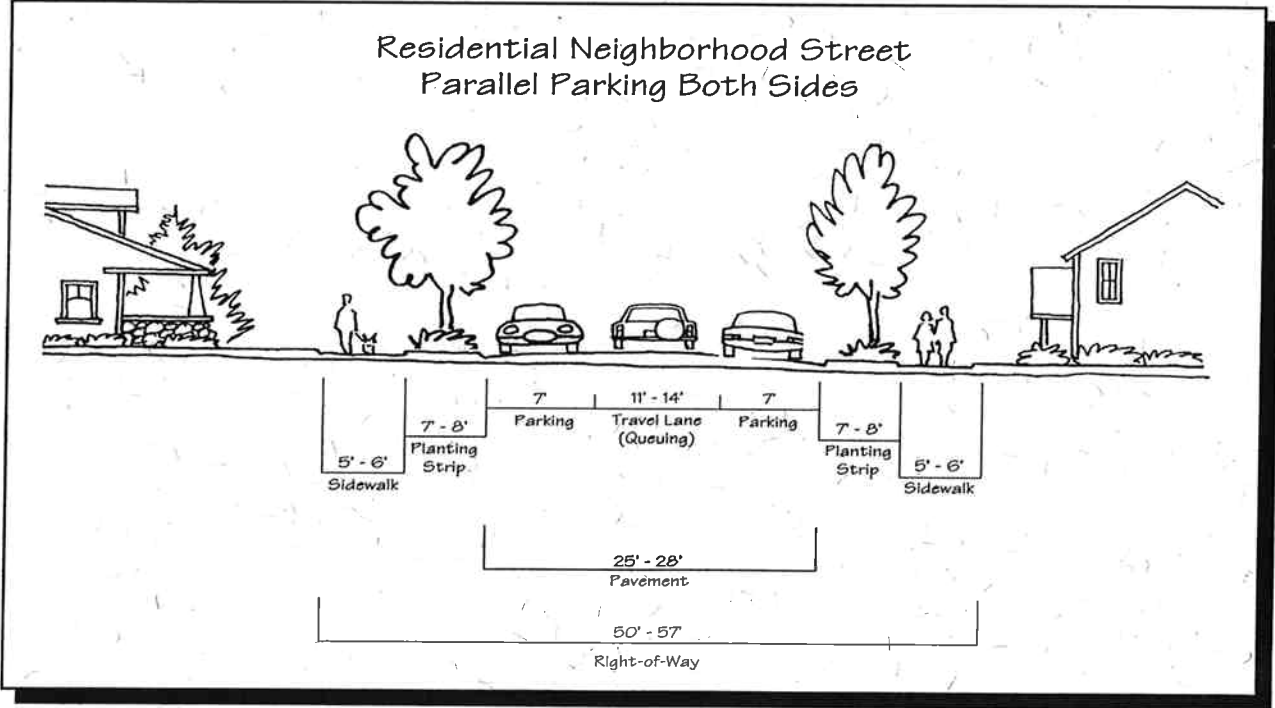 Residential Neighborhood Street
Parallel Parking Both Sides
7' 11' - 14' 7'
Parking Travel Lane Parking
(Queuing)
7' - 8' 7' - 8'
Planting Planting
Strip Strip
5' - 6' 5' - 6'
Sidewalk Sidewalk
25' - 28'
Pavement
50' - 57'
Right-of-Way